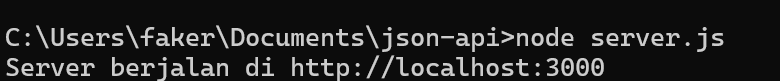 C:\Users\faker\Documents\json-api>node server.js
Server berjalan di http://localhost:3000